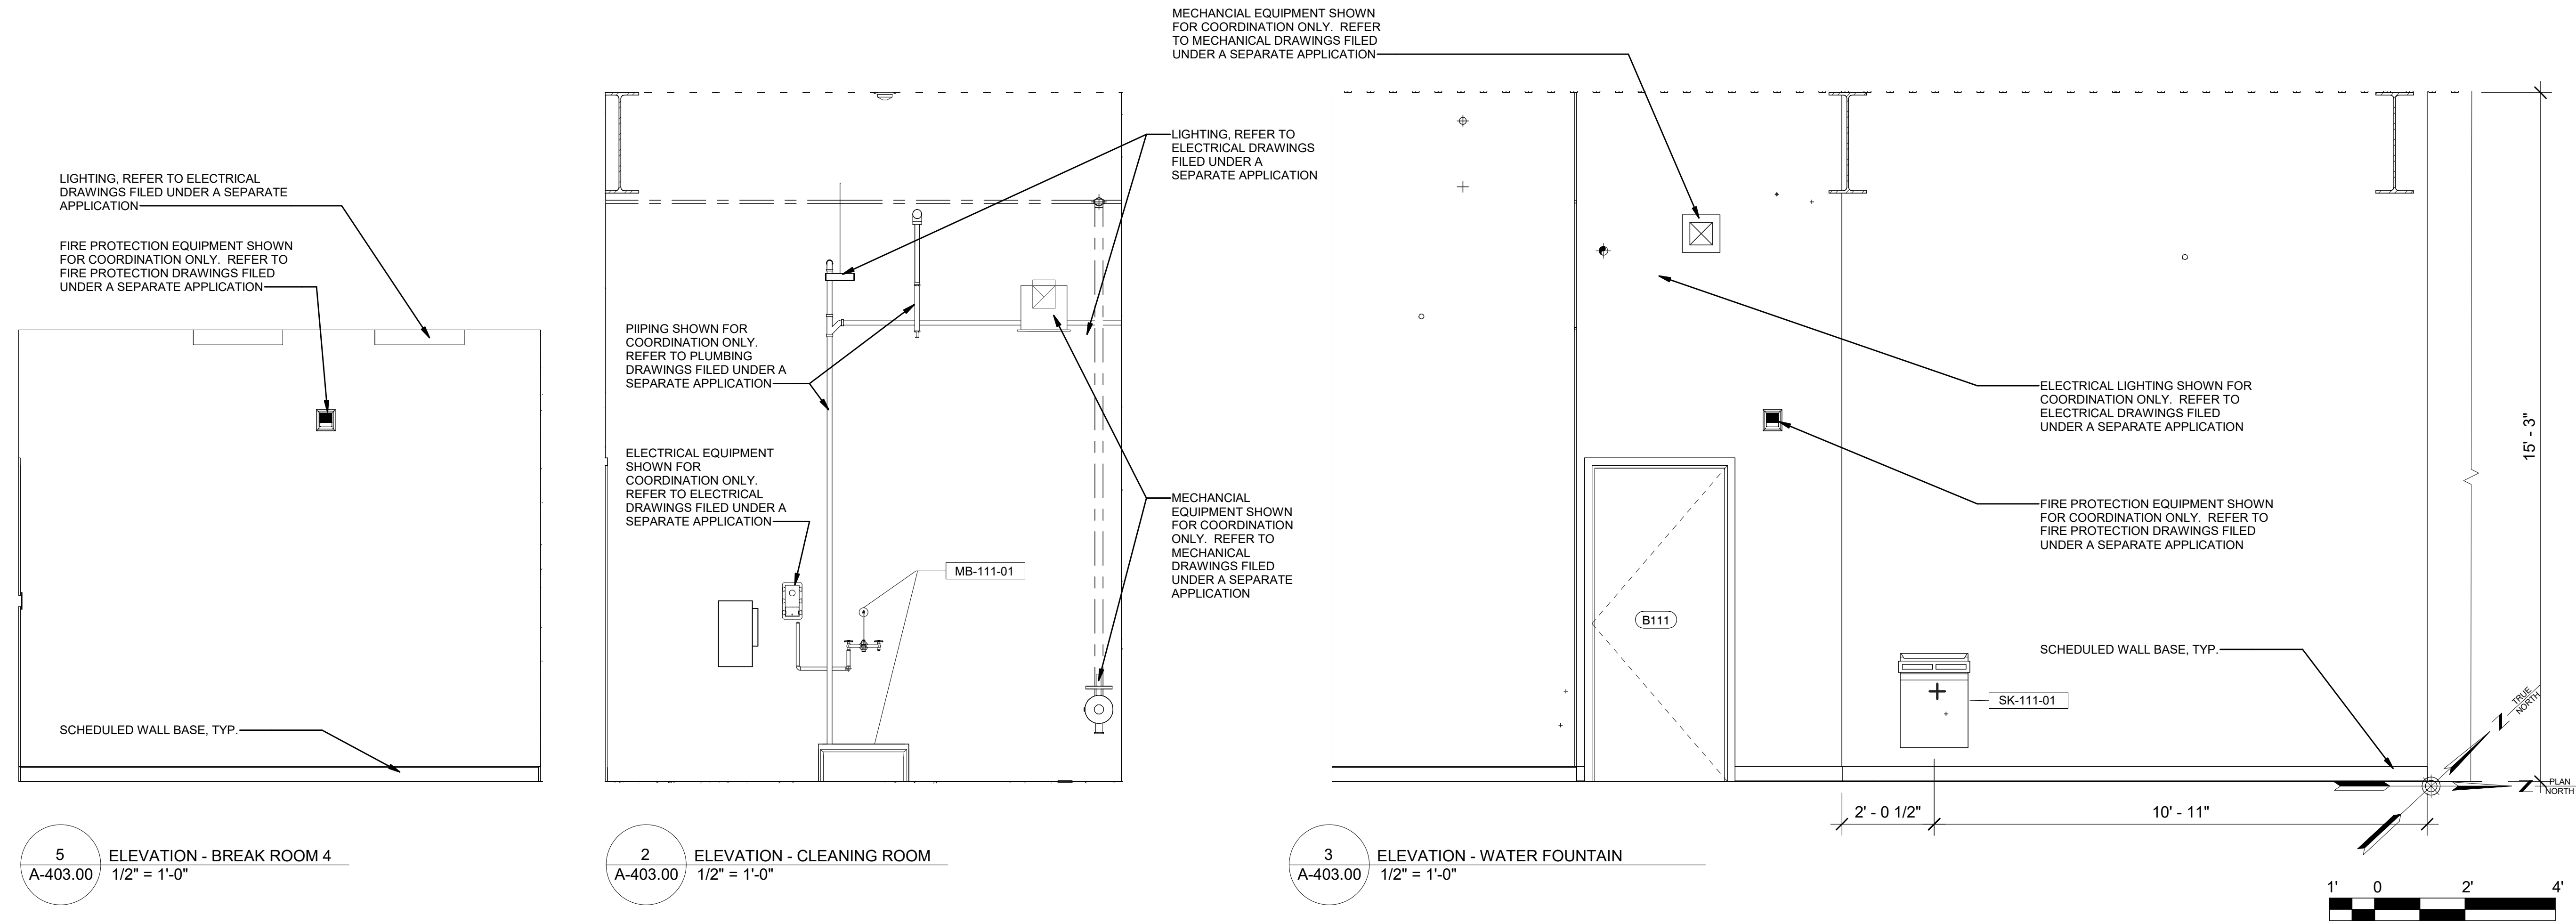 MECHANCIAL EQUIPMENT SHOWN
FOR COORDINATION ONLY. REFER
TO MECHANICAL DRAWINGS FILED
UNDER A SEPARATE APPLICATION
LIGHTING, REFER TO ELECTRICAL
DRAWINGS FILED UNDER A SEPARATE
APPLICATION
FIRE PROTECTION EQUIPMENT SHOWN
FOR COORDINATION ONLY. REFER TO
FIRE PROTECTION DRAWINGS FILED
UNDER A SEPARATE APPLICATION
SCHEDULED WALL BASE, TYP.
5
A-403.00
ELEVATION - BREAK ROOM 4
1/2" = 1'-0"
LIGHTING, REFER TO
ELECTRICAL DRAWINGS
FILED UNDER A
SEPARATE APPLICATION
PIIPING SHOWN FOR
COORDINATION ONLY.
REFER TO PLUMBING
DRAWINGS FILED UNDER A
SEPARATE APPLICATION
ELECTRICAL EQUIPMENT
SHOWN FOR
COORDINATION ONLY.
REFER TO ELECTRICAL
DRAWINGS FILED UNDER A
SEPARATE APPLICATION
MB-111-01
MECHANCIAL
EQUIPMENT SHOWN
FOR COORDINATION
ONLY. REFER TO
MECHANICAL
DRAWINGS FILED
UNDER A SEPARATE
APPLICATION
2
A-403.00
ELEVATION - CLEANING ROOM
1/2" = 1'-0"
ELECTRICAL LIGHTING SHOWN FOR
COORDINATION ONLY. REFER TO
ELECTRICAL DRAWINGS FILED
UNDER A SEPARATE APPLICATION
15' - 3"
FIRE PROTECTION EQUIPMENT SHOWN
FOR COORDINATION ONLY. REFER TO
FIRE PROTECTION DRAWINGS FILED
UNDER A SEPARATE APPLICATION
B111
SCHEDULED WALL BASE, TYP.
SK-111-01
TRUE
NORTH
PLAN
NORTH
2' - 0 1/2"
10' - 11"
3
A-403.00
ELEVATION - WATER FOUNTAIN
1/2" = 1'-0"
1' 0 2' 4'